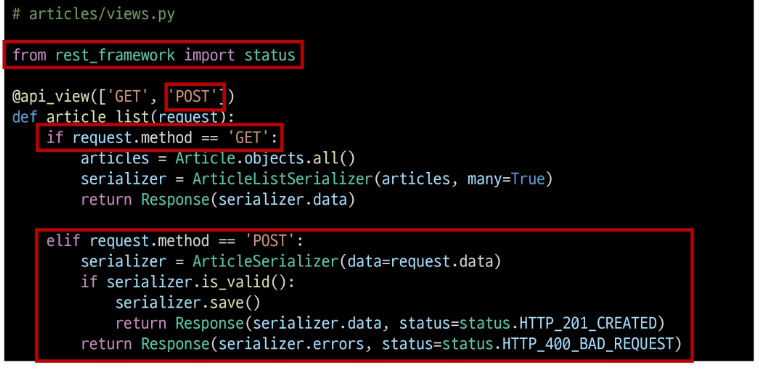 # articles/views.py
from rest_framework import status
@api_view(['GET', 'POST'])
def article_list(request):
if request.method == 'GET':
articles = Article.objects.all()
serializer = ArticleListSerializer(articles, many=True)
return Response(serializer.data)
elif request.method == 'POST':
serializer = ArticleSerializer(data=request.data)
if serializer.is_valid():
serializer.save()
return Response(serializer.data, status=status.HTTP_201_CREATED)
return Response(serializer.errors, status=status.HTTP_400_BAD_REQUEST)